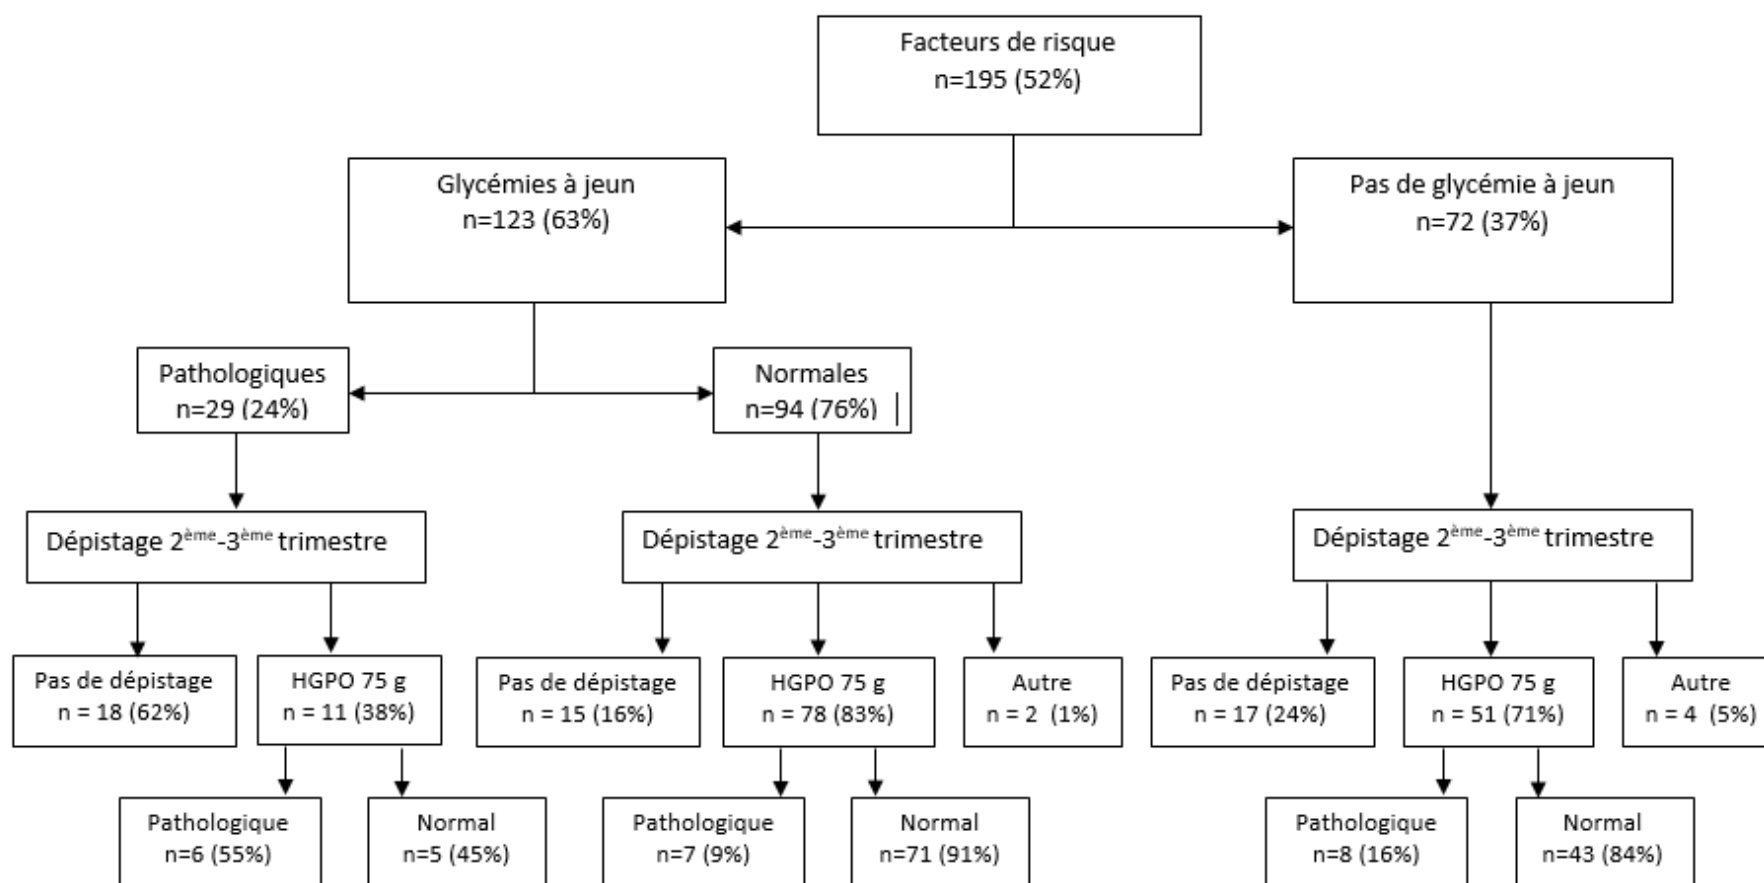 Facteurs de risque
n=195 (52%)
Glycémies à jeun
n=123 (63%)
Pas de glycémie à jeun
n=72 (37%)
Pathologiques
n=29 (24%)
Normales
n=94 (76%)
Dépistage 2ème-3ème trimestre
Dépistage 2ème-3ème trimestre
Dépistage 2ème-3ème trimestre
Pas de dépistage
n = 18 (62%)
HGPO 75 g
n = 11 (38%)
Pas de dépistage
n = 15 (16%)
HGPO 75 g
n = 78 (83%)
Autre
n = 2 (1%)
Pas de dépistage
n = 17 (24%)
HGPO 75 g
n = 51 (71%)
Autre
n = 4 (5%)
Pathologique
n=6 (55%)
Normal
n=5 (45%)
Pathologique
n=7 (9%)
Normal
n=71 (91%)
Pathologique
n=8 (16%)
Normal
n=43 (84%)